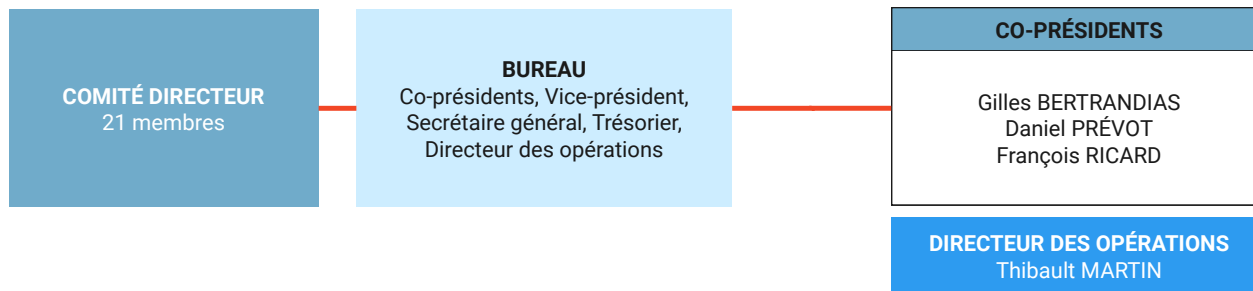 COMITÉ DIRECTEUR
21 membres
BUREAU
Co-présidents, Vice-président,
Secrétaire général, Trésorier,
Directeur des opérations
CO-PRÉSIDENTS
Gilles BERTRANDIAS
Daniel PRÉVOT
François RICARD
DIRECTEUR DES OPÉRATIONS
Thibault MARTIN